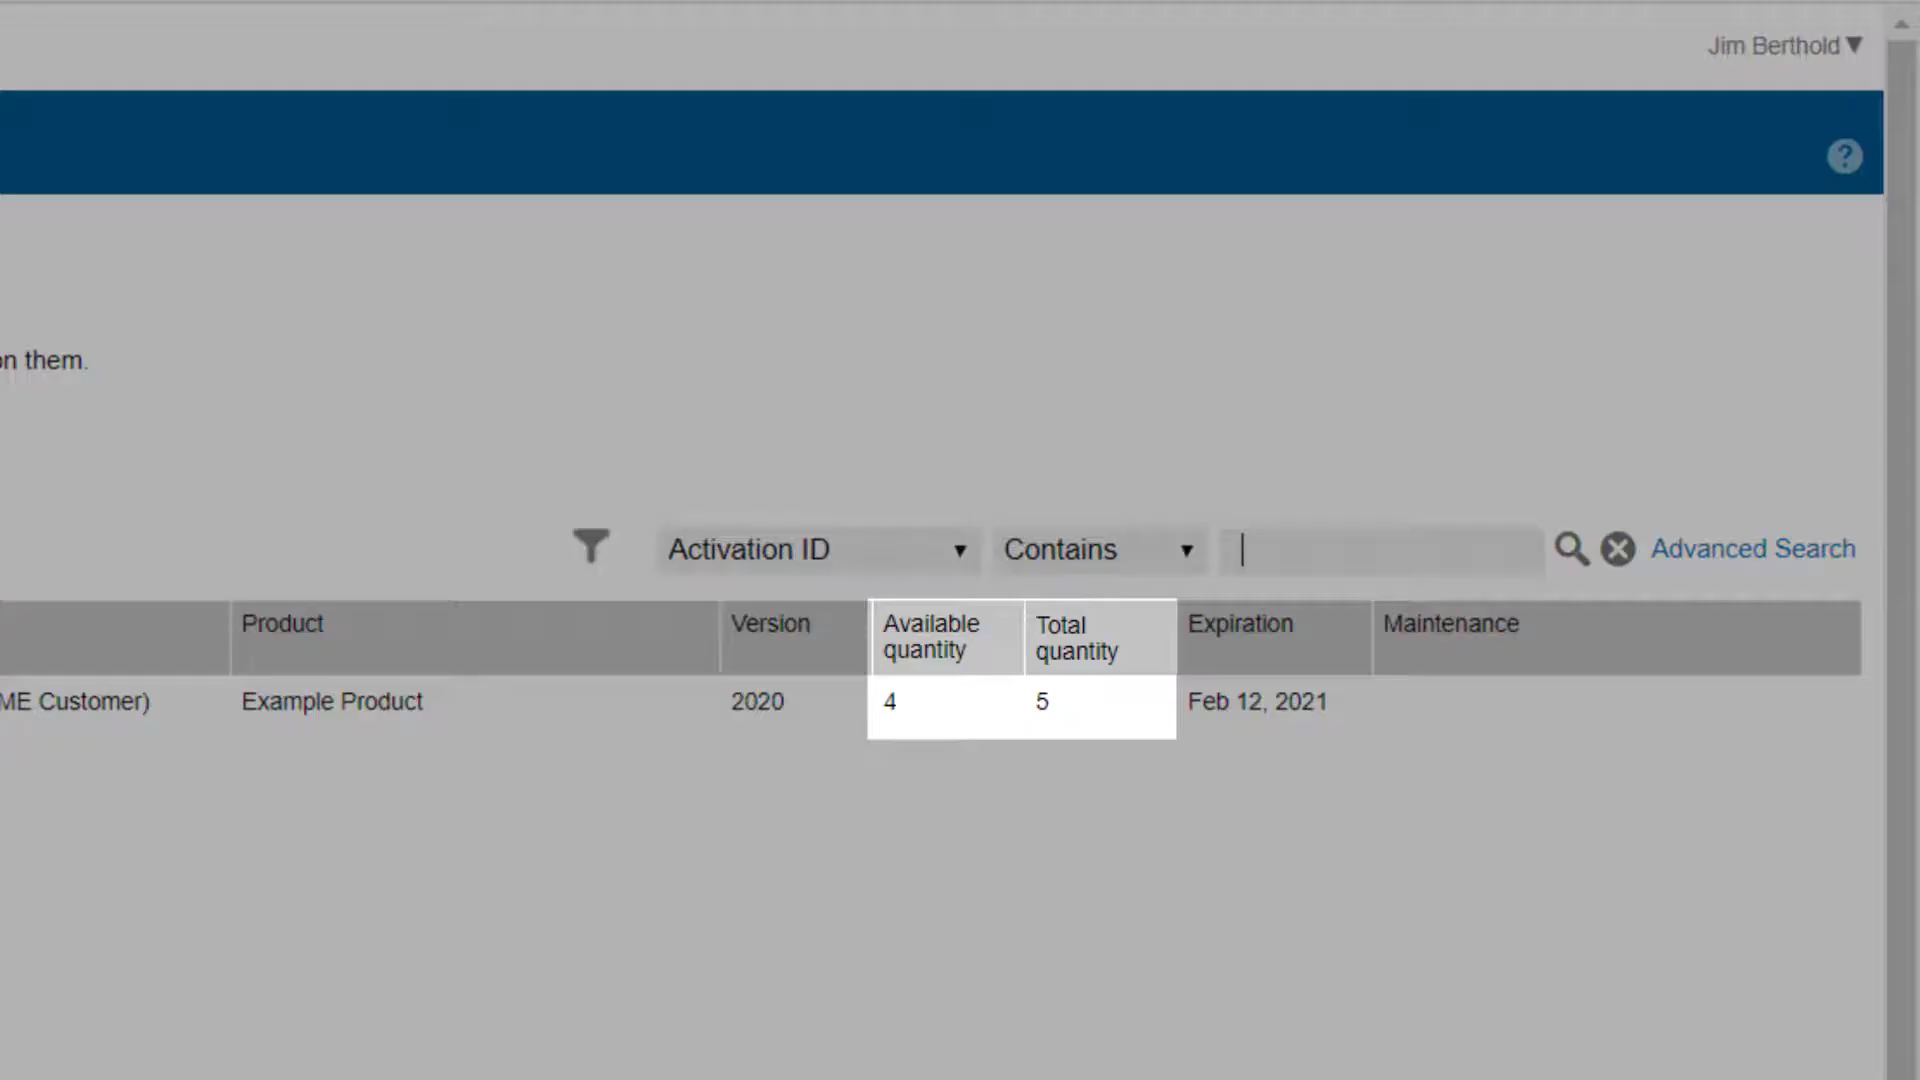 Jim Berthold
on them.
Activation ID Contains Advanced Search
Product Version Available quantity Total quantity Expiration Maintenance
ME Customer) Example Product 2020 4 5 Feb 12, 2021